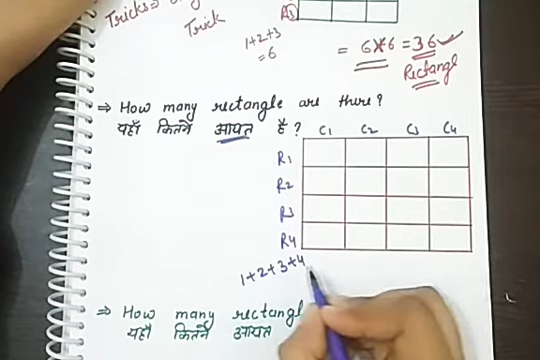 Tricks ⇒
Trick
R3
1+2+3
=6
= 6*6 = 36 ✓
Rectangle
⇒ How many rectangle are there?
यहाँ कितने आयत हैं ?
C1 C2 C3 C4
R1
R2
R3
R4
1+2+3+4
⇒ How many rectangl
यहाँ कितने आयत